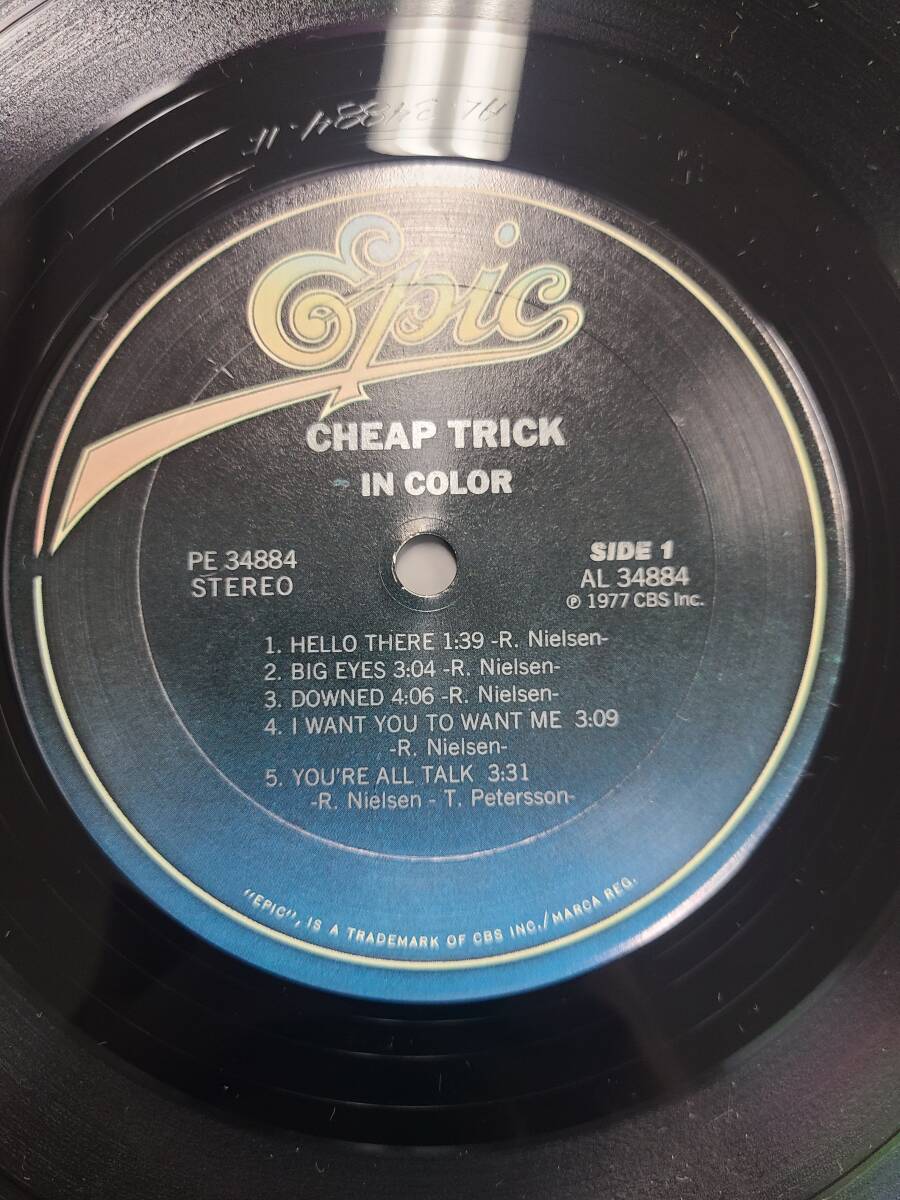 AL 34884-1F
Epic
CHEAP TRICK
IN COLOR
PE 34884
STEREO
SIDE 1
AL 34884
℗ 1977 CBS Inc.
1. HELLO THERE 1:39 -R. Nielsen-
2. BIG EYES 3:04 -R. Nielsen-
3. DOWNED 4:06 -R. Nielsen-
4. I WANT YOU TO WANT ME 3:09
-R. Nielsen-
5. YOU'RE ALL TALK 3:31
-R. Nielsen - T. Petersson-
"EPIC", IS A TRADEMARK OF CBS INC./MARCA REG.